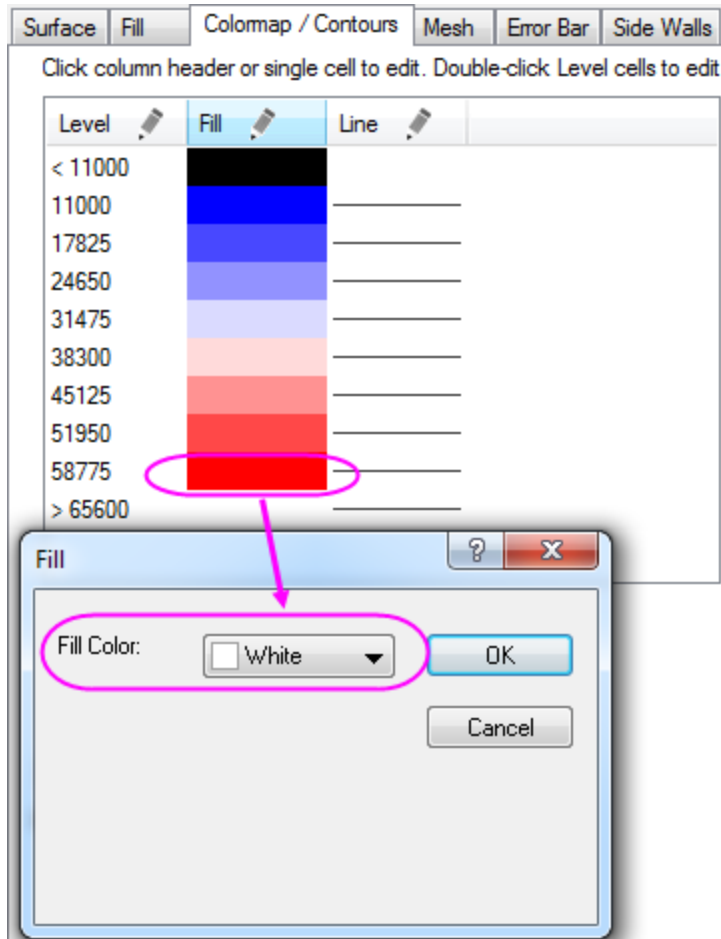 Surface Fill Colormap / Contours Mesh Error Bar Side Walls
Click column header or single cell to edit. Double-click Level cells to edit
Level Fill Line
< 11000
11000
17825
24650
31475
38300
45125
51950
58775
> 65600
Fill ? X
Fill Color: White OK
Cancel